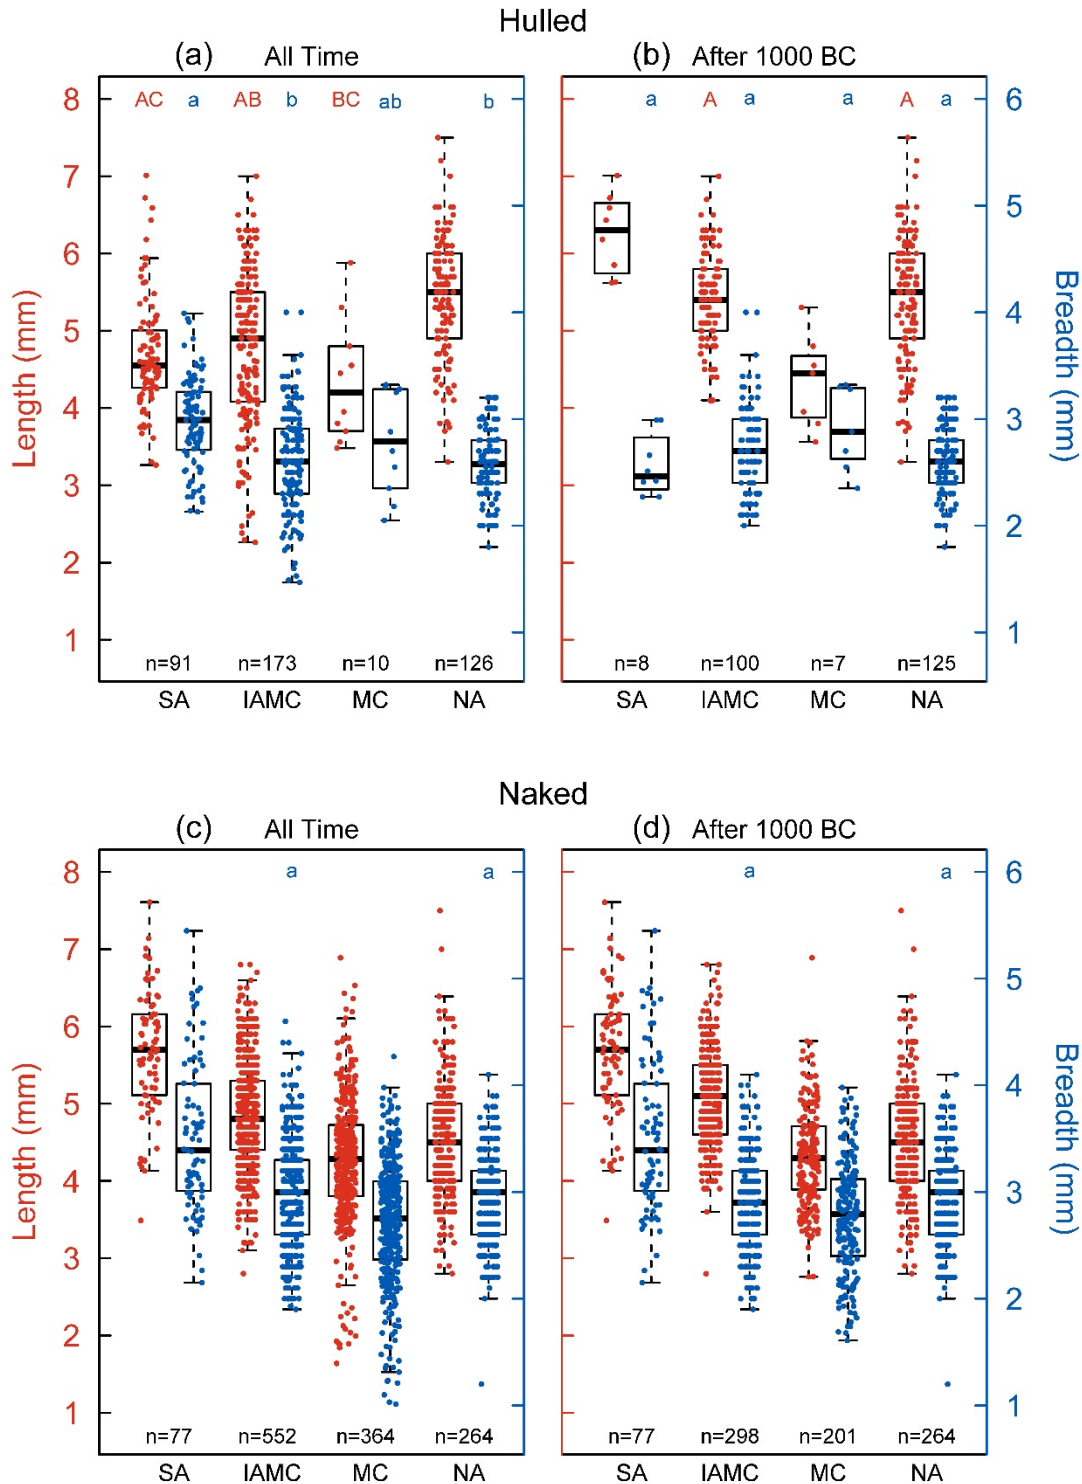 Hulled
(a) All Time
(b) After 1000 BC
8 AC a AB b BC ab b
a A a a A a 6
7
6
5
4
3
2
1
5
4
3
2
1
Length (mm)
Breadth (mm)
n=91 n=173 n=10 n=126
n=8 n=100 n=7 n=125
SA IAMC MC NA
SA IAMC MC NA
Naked
(c) All Time
(d) After 1000 BC
8 a a
a a 6
7
6
5
4
3
2
1
5
4
3
2
1
Length (mm)
Breadth (mm)
n=77 n=552 n=364 n=264
n=77 n=298 n=201 n=264
SA IAMC MC NA
SA IAMC MC NA